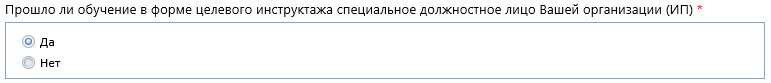 Прошло ли обучение в форме целевого инструктажа специальное должностное лицо Вашей организации (ИП) *
Да
Нет